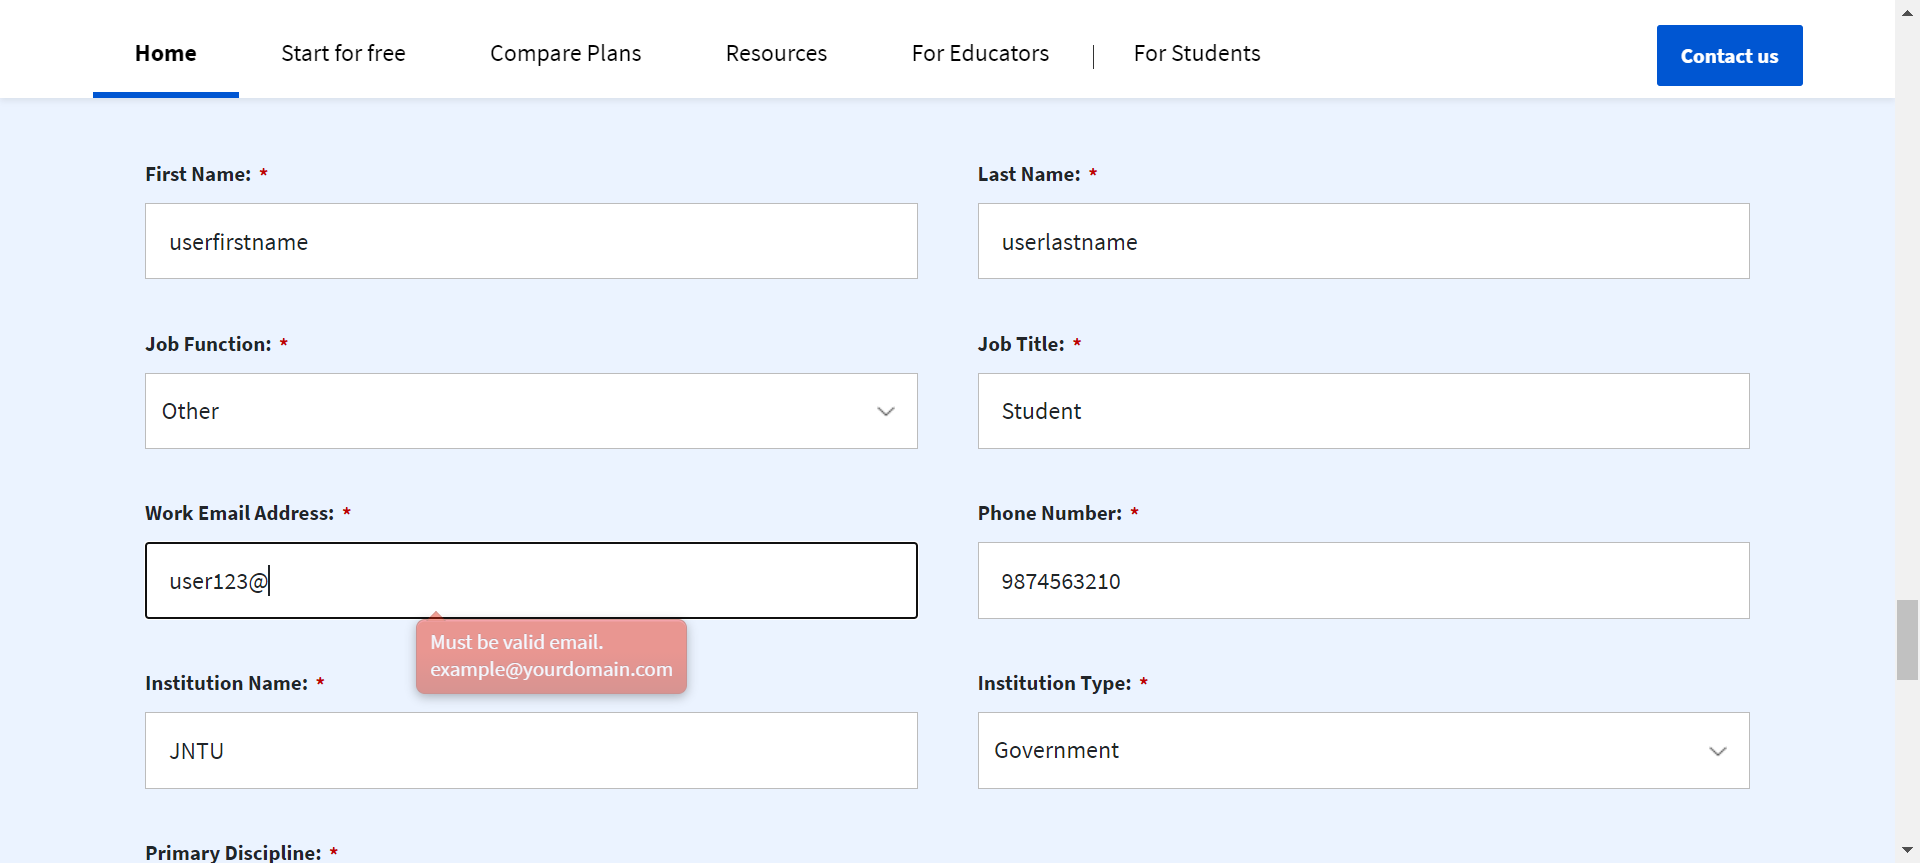 Home Start for free Compare Plans Resources For Educators | For Students Contact us
First Name: * Last Name: *
userfirstname userlastname
Job Function: * Job Title: *
Other Student
Work Email Address: * Phone Number: *
user123@ 9874563210
Must be valid email.
example@yourdomain.com
Institution Name: * Institution Type: *
JNTU Government
Primary Discipline: *